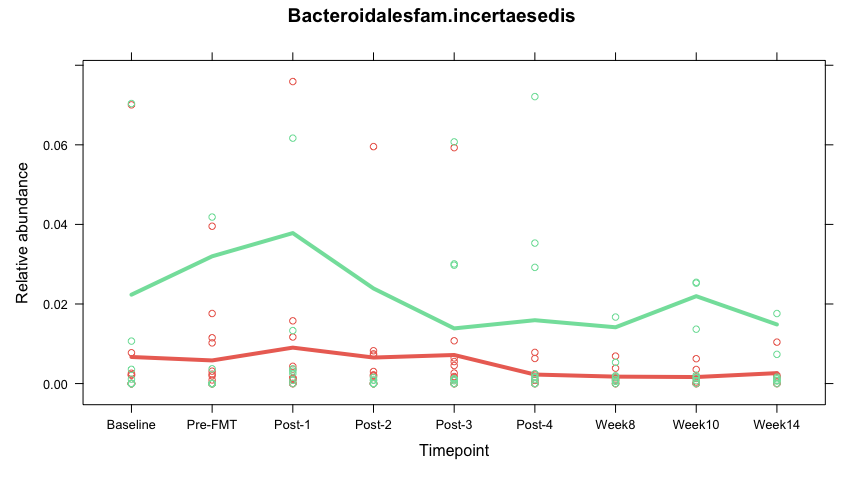 Bacteroidalesfam.incertaesedis
Relative abundance
0.06
0.04
0.02
0.00
Baseline Pre-FMT Post-1 Post-2 Post-3 Post-4 Week8 Week10 Week14
Timepoint